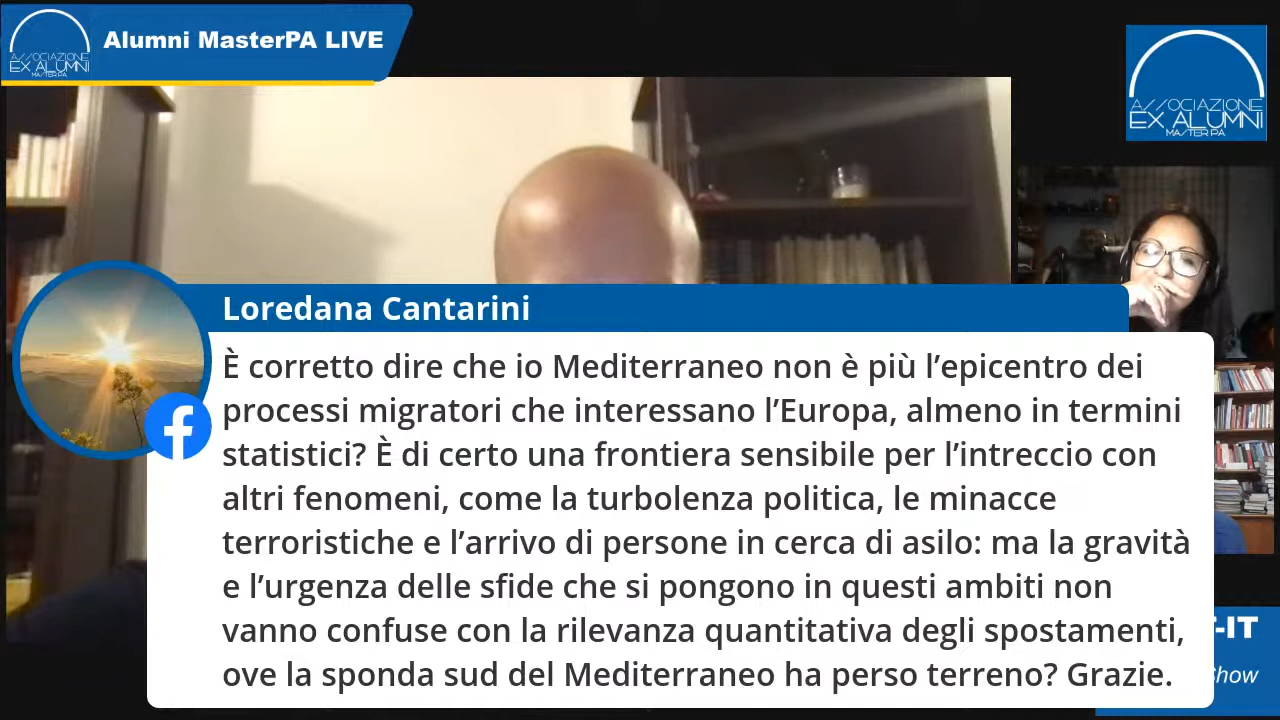 Alumni MasterPA LIVE
ASSOCIAZIONE
EX ALUMNI
MASTER PA
ASSOCIAZIONE
EX ALUMNI
MASTER PA
Loredana Cantarini
È corretto dire che io Mediterraneo non è più l’epicentro dei
processi migratori che interessano l’Europa, almeno in termini
statistici? È di certo una frontiera sensibile per l’intreccio con
altri fenomeni, come la turbolenza politica, le minacce
terroristiche e l’arrivo di persone in cerca di asilo: ma la gravità
e l’urgenza delle sfide che si pongono in questi ambiti non
vanno confuse con la rilevanza quantitativa degli spostamenti,
ove la sponda sud del Mediterraneo ha perso terreno? Grazie.
-IT
Show